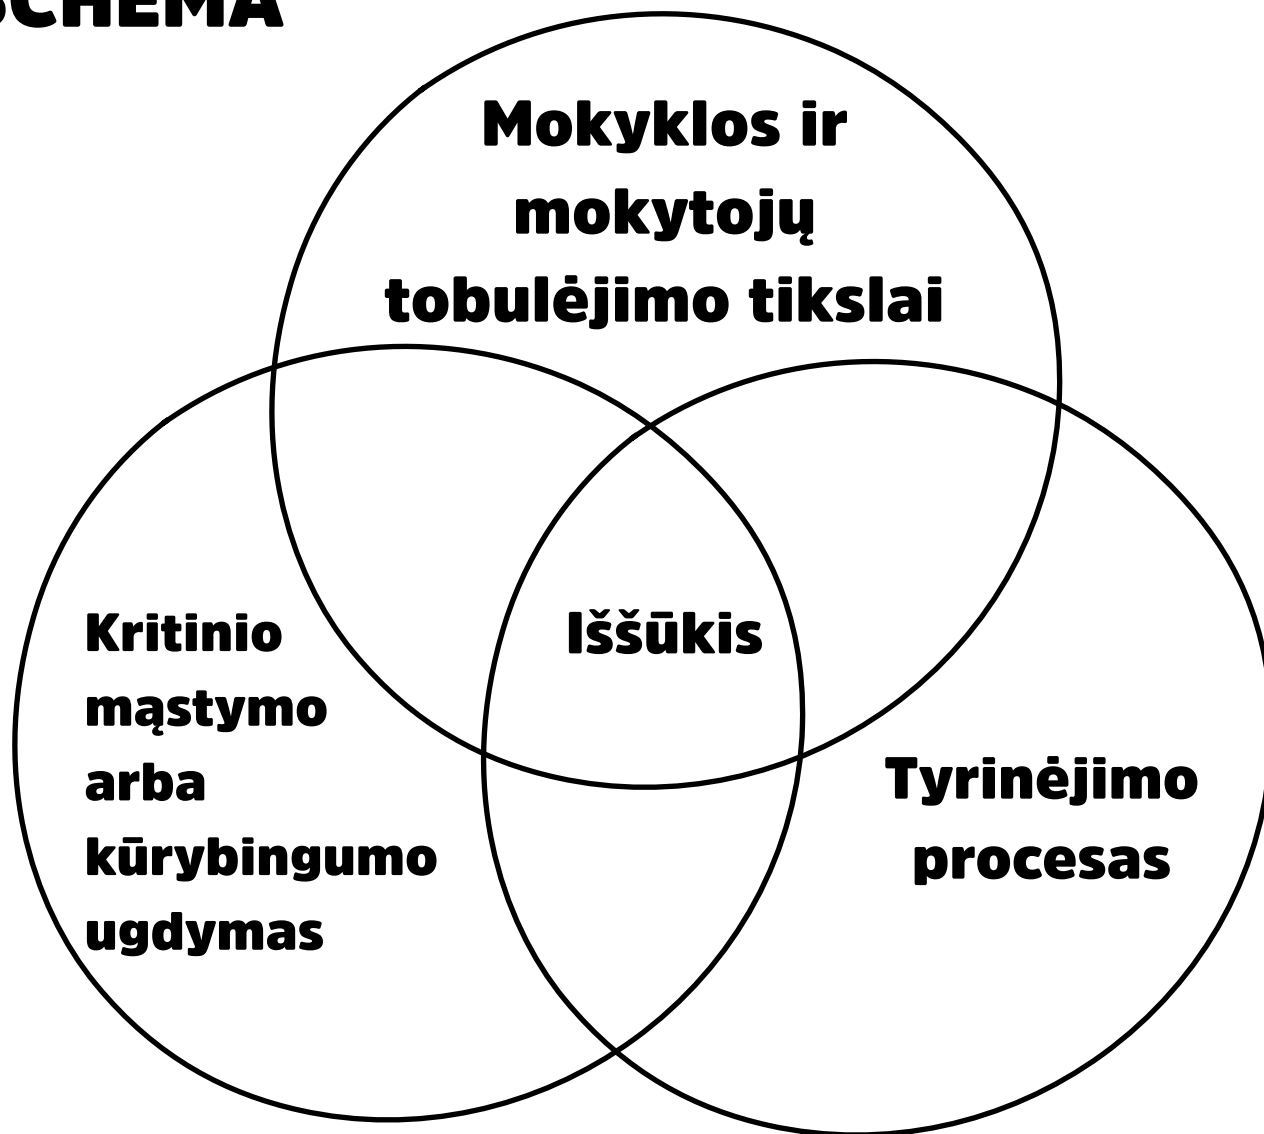 SCHEMA
Mokyklos ir
mokytojų
tobulėjimo tikslai
Kritinio
mąstymo
arba
kūrybingumo
ugdymas
Iššūkis
Tyrinėjimo
procesas